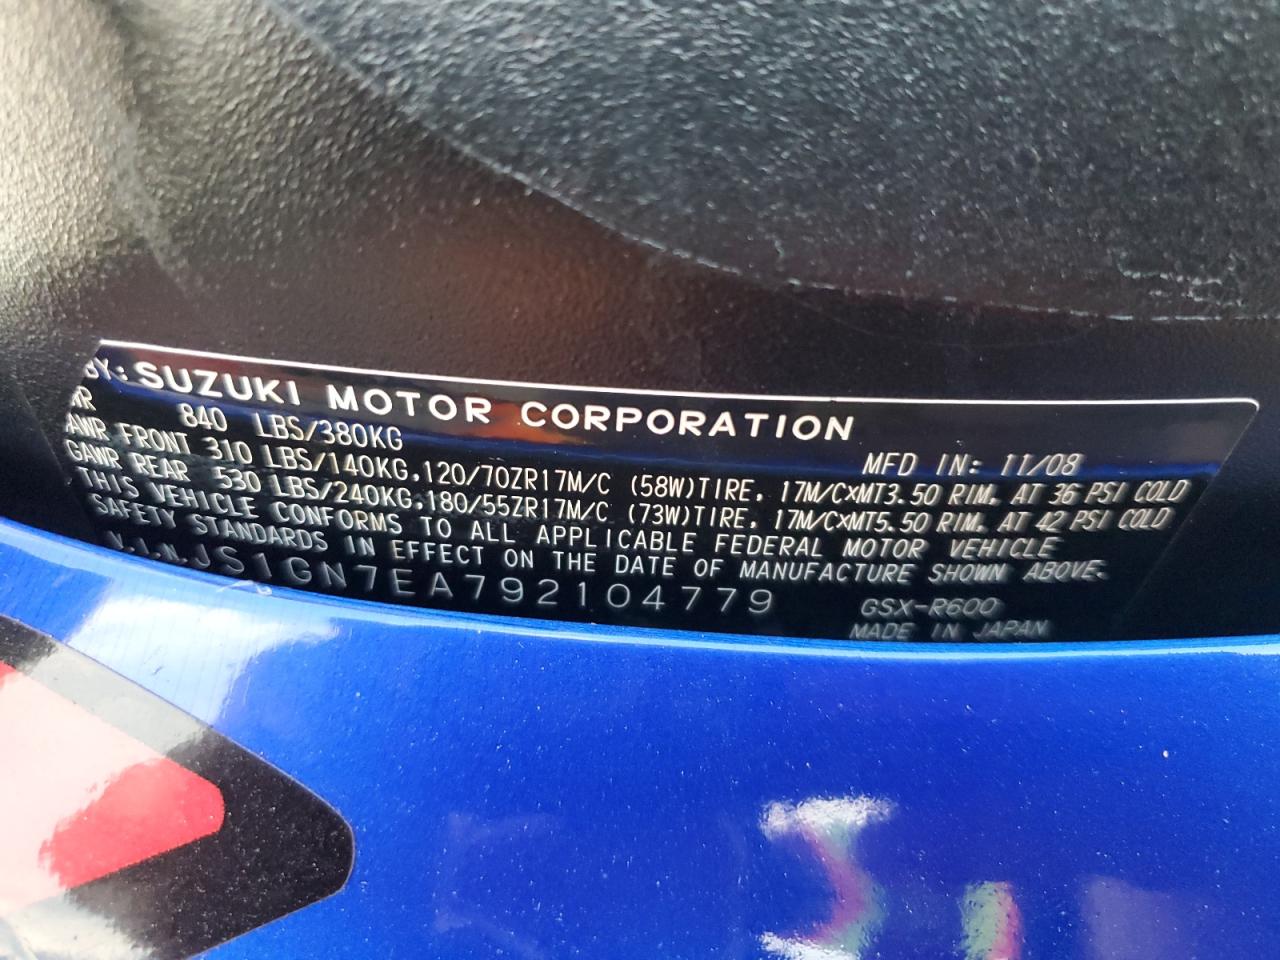 BY: SUZUKI MOTOR CORPORATION
840 LBS/380KG MFD IN: 11/08
GAWR FRONT 310 LBS/140KG, 120/70ZR17M/C (58W)TIRE, 17M/C×MT3.50 RIM, AT 36 PSI COLD
GAWR REAR 530 LBS/240KG, 180/55ZR17M/C (73W)TIRE, 17M/C×MT5.50 RIM, AT 42 PSI COLD
THIS VEHICLE CONFORMS TO ALL APPLICABLE FEDERAL MOTOR VEHICLE
SAFETY STANDARDS IN EFFECT ON THE DATE OF MANUFACTURE SHOWN ABOVE.
V.I.N. JS1GN7EA792104779 GSX-R600
MADE IN JAPAN